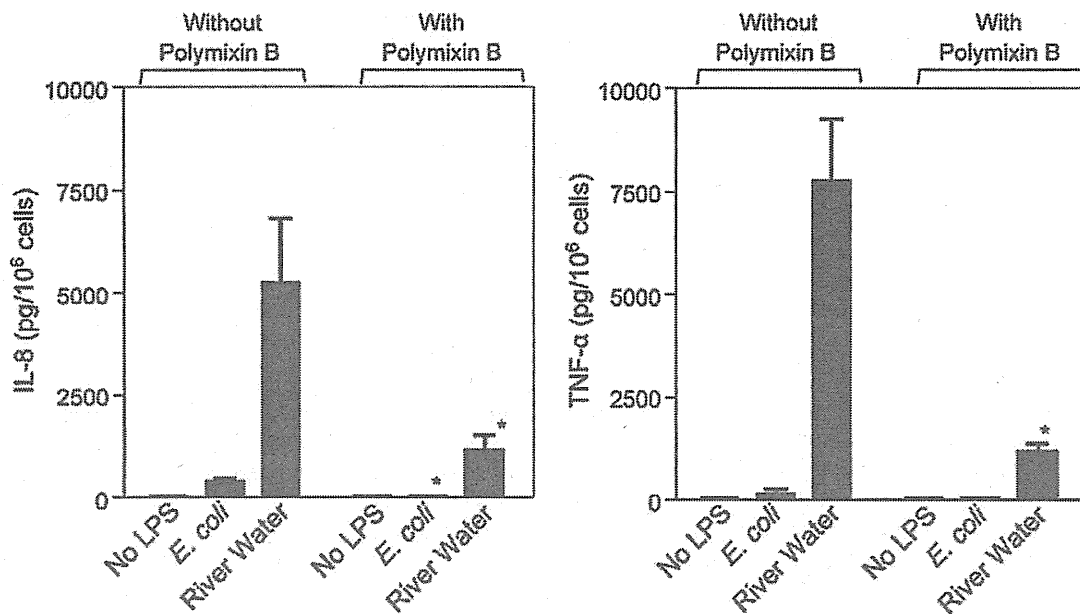 Without
Polymixin B
With
Polymixin B
10000
7500
5000
2500
0
IL-8 (pg/10⁶ cells)
No LPS
E. coli
River Water
No LPS
E. coli
River Water
*
*
Without
Polymixin B
With
Polymixin B
10000
7500
5000
2500
0
TNF-α (pg/10⁶ cells)
No LPS
E. coli
River Water
No LPS
E. coli
River Water
*